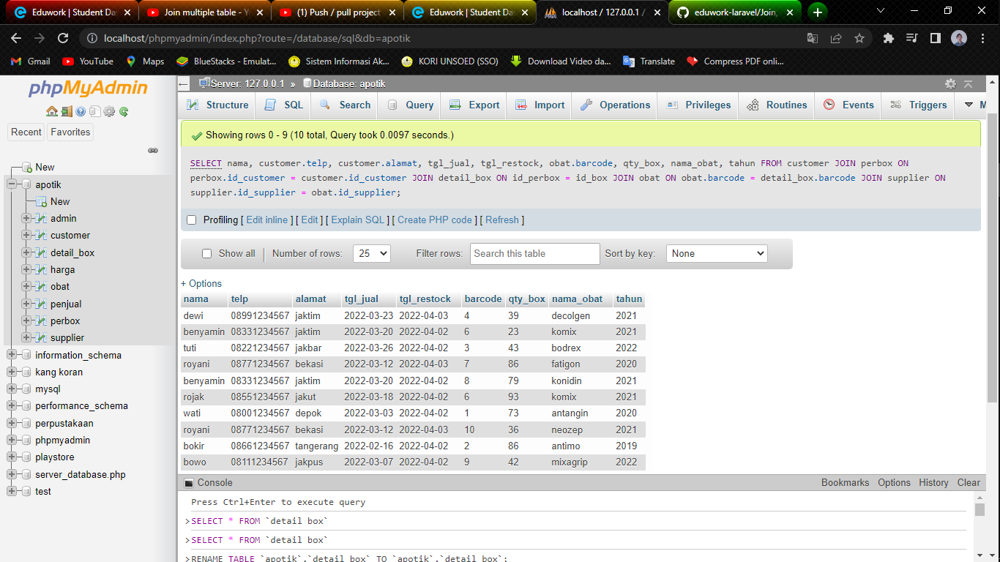 Eduwork | Student Da
Join multiple table - Y
(1) Push / pull project
Eduwork | Student Da
localhost / 127.0.0.1 /
eduwork-laravel/Join
localhost/phpmyadmin/index.php?route=/database/sql&db=apotik
Gmail
YouTube
Maps
BlueStacks - Emulat...
Sistem Informasi Ak...
KORI UNSOED (SSO)
Download Video da...
Translate
Compress PDF onli...
phpMyAdmin
Recent
Favorites
New
apotik
New
admin
customer
detail_box
harga
obat
penjual
perbox
supplier
information_schema
kang koran
mysql
performance_schema
perpustakaan
phpmyadmin
playstore
server_database.php
test
Server: 127.0.0.1 » Database: apotik
Structure SQL Search Query Export Import Operations Privileges Routines Events Triggers M
Showing rows 0 - 9 (10 total, Query took 0.0097 seconds.)
SELECT nama, customer.telp, customer.alamat, tgl_jual, tgl_restock, obat.barcode, qty_box, nama_obat, tahun FROM customer JOIN perbox ON
perbox.id_customer = customer.id_customer JOIN detail_box ON id_perbox = id_box JOIN obat ON obat.barcode = detail_box.barcode JOIN supplier ON
supplier.id_supplier = obat.id_supplier;
Profiling [ Edit inline ] [ Edit ] [ Explain SQL ] [ Create PHP code ] [ Refresh ]
Show all | Number of rows: 25 Filter rows: Search this table Sort by key: None
+ Options
nama telp alamat tgl_jual tgl_restock barcode qty_box nama_obat tahun
dewi 08991234567 jaktim 2022-03-23 2022-04-03 4 39 decolgen 2021
benyamin 08331234567 jaktim 2022-03-20 2022-04-02 6 23 komix 2021
tuti 08221234567 jakbar 2022-03-26 2022-04-02 3 43 bodrex 2022
royani 08771234567 bekasi 2022-03-12 2022-04-03 7 86 fatigon 2020
benyamin 08331234567 jaktim 2022-03-20 2022-04-02 8 79 konidin 2021
rojak 08551234567 jakut 2022-03-18 2022-04-02 6 93 komix 2021
wati 08001234567 depok 2022-03-03 2022-04-02 1 73 antangin 2020
royani 08771234567 bekasi 2022-03-12 2022-04-03 10 36 neozep 2021
bokir 08661234567 tangerang 2022-02-16 2022-04-02 2 86 antimo 2019
bowo 08111234567 jakpus 2022-03-07 2022-04-02 9 42 mixagrip 2022
Console Bookmarks Options History Clear
Press Ctrl+Enter to execute query
>SELECT * FROM `detail box`
>SELECT * FROM `detail box`
>RENAME TABLE `apotik`.`detail box` TO `apotik`.`detail box`;